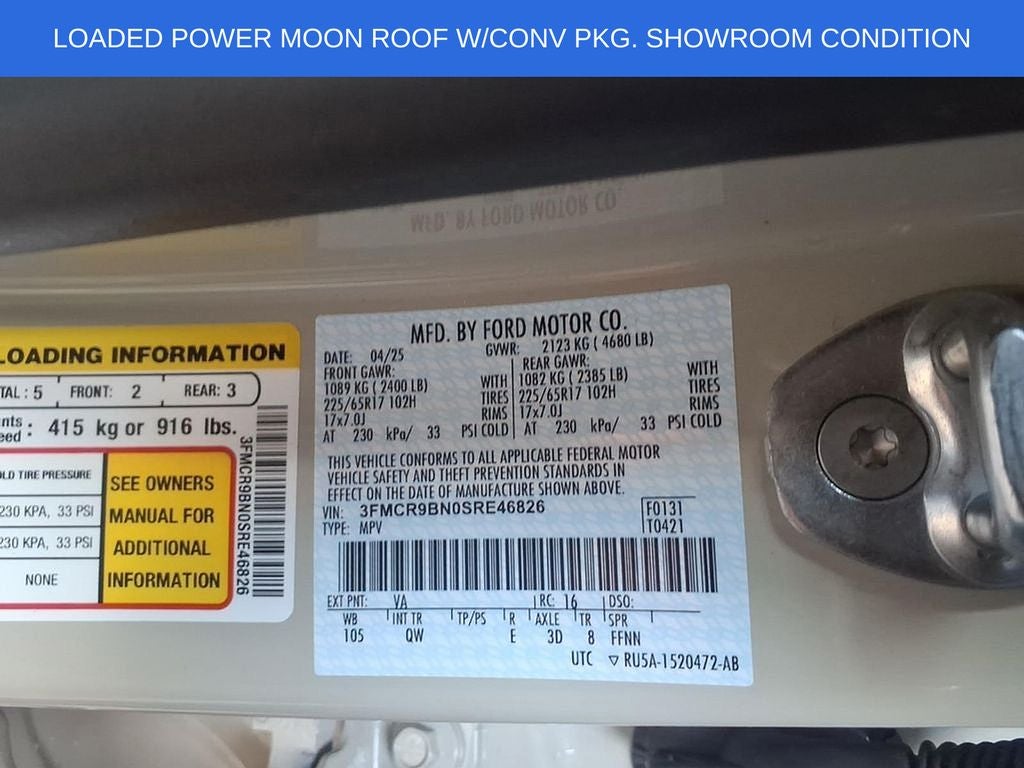 LOADED POWER MOON ROOF W/CONV PKG. SHOWROOM CONDITION
MFD. BY FORD MOTOR CO.
LOADING INFORMATION
TAL : 5 FRONT: 2 REAR: 3
415 kg or 916 lbs.
TIRE PRESSURE
230 KPA, 33 PSI
230 KPA, 33 PSI
NONE
SEE OWNERS
MANUAL FOR
ADDITIONAL
INFORMATION
3FMCR9BN0SRE46826
MFD. BY FORD MOTOR CO.
DATE: 04/25 GVWR: 2123 KG ( 4680 LB)
FRONT GAWR: REAR GAWR:
1089 KG ( 2400 LB) WITH 1082 KG ( 2385 LB) WITH
225/65R17 102H TIRES 225/65R17 102H TIRES
17x7.0J RIMS 17x7.0J RIMS
AT 230 kPa/ 33 PSI COLD AT 230 kPa/ 33 PSI COLD
THIS VEHICLE CONFORMS TO ALL APPLICABLE FEDERAL MOTOR
VEHICLE SAFETY AND THEFT PREVENTION STANDARDS IN
EFFECT ON THE DATE OF MANUFACTURE SHOWN ABOVE.
VIN: 3FMCR9BN0SRE46826 F0131
TYPE: MPV T0421
EXT PNT: VA RC: 16 DSO:
WB INT TR TP/PS R AXLE TR SPR
105 QW E 3D 8 FFNN
UTC ▽ RU5A-1520472-AB